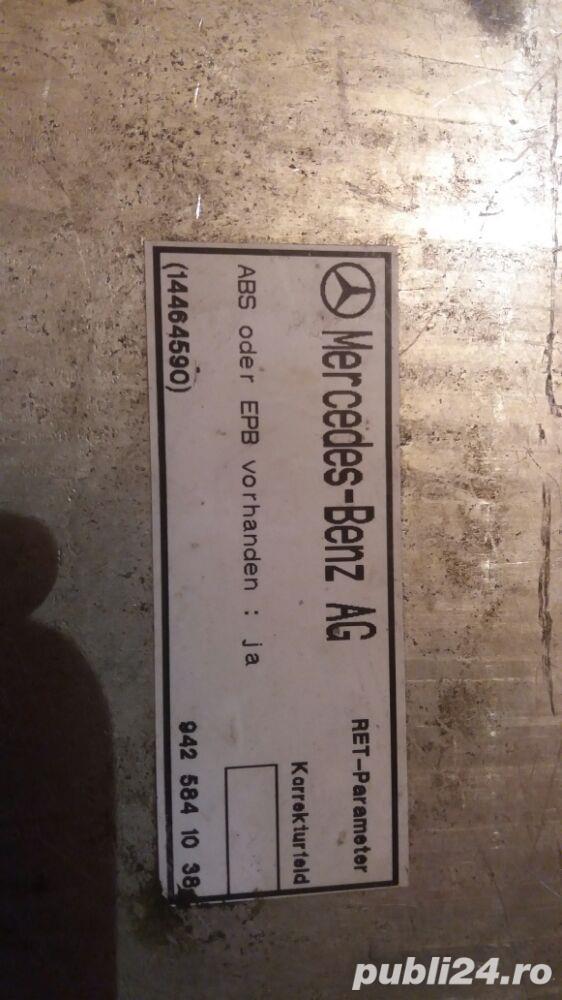 Mercedes-Benz AG
RET-Parameter
Korrekturfeld
ABS oder EPB vorhanden : ja
(14464590)
942 584 10 38
publi24.ro